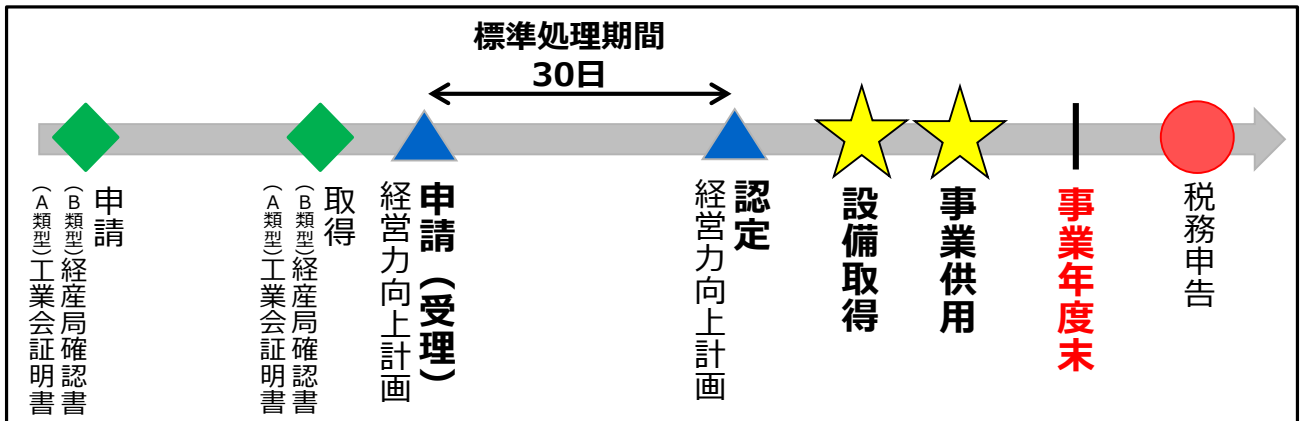 標準処理期間
30日
申請
（B類型）経産局確認書
（A類型）工業会証明書
取得
（B類型）経産局確認書
（A類型）工業会証明書
申請（受理）
経営力向上計画
認定
経営力向上計画
設備取得
事業供用
事業年度末
税務申告